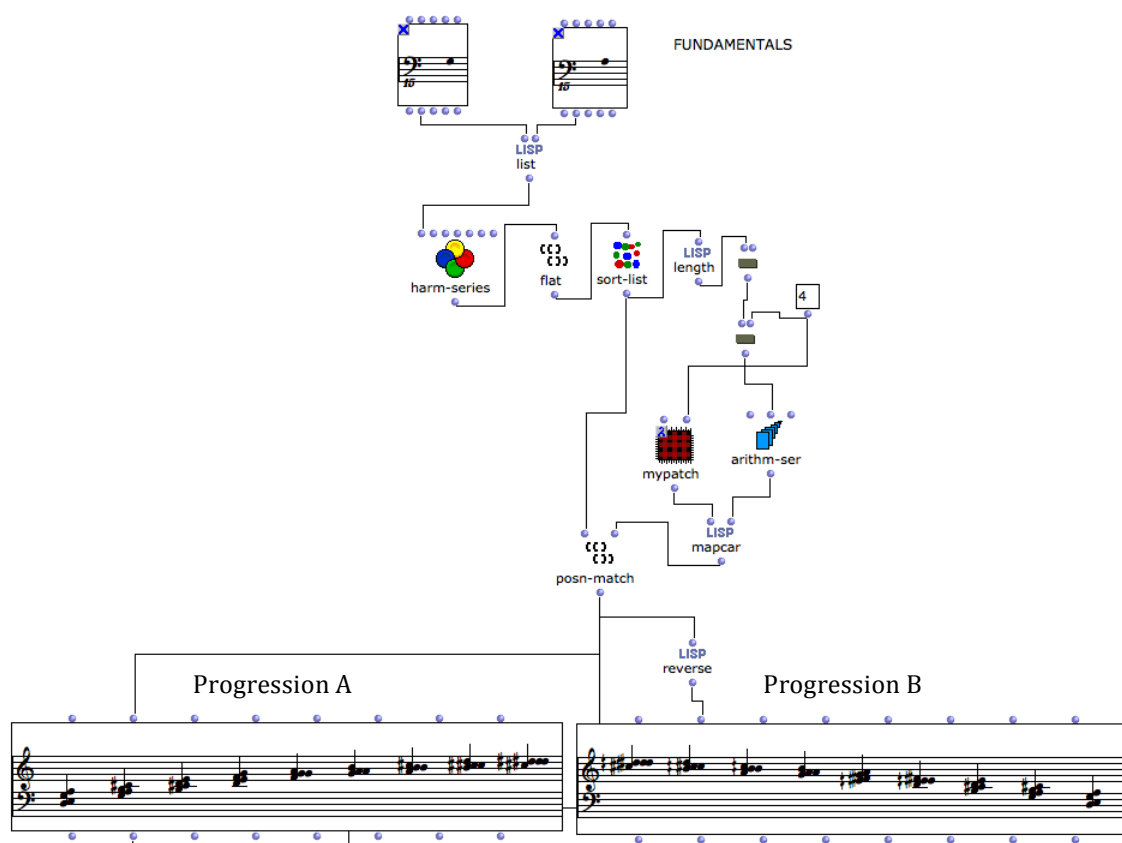 FUNDAMENTALS
15
15
LISP
list
harm-series
flat
sort-list
LISP
length
4
mypatch
arithm-ser
LISP
mapcar
posn-match
LISP
reverse
Progression A
Progression B